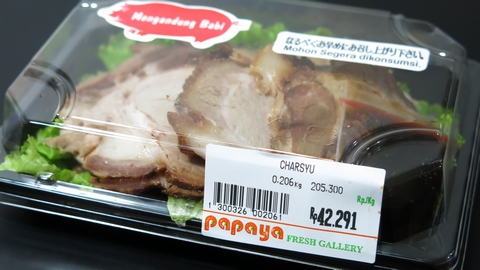 Mengandung Babi
なるべくお早めにお召し上がり下さい。
Mohon Segera dikonsumsi.
CHARSYU
0.206Kg 205.300
Rp./Kg
Rp42.291
1 300326 002061
papaya FRESH GALLERY